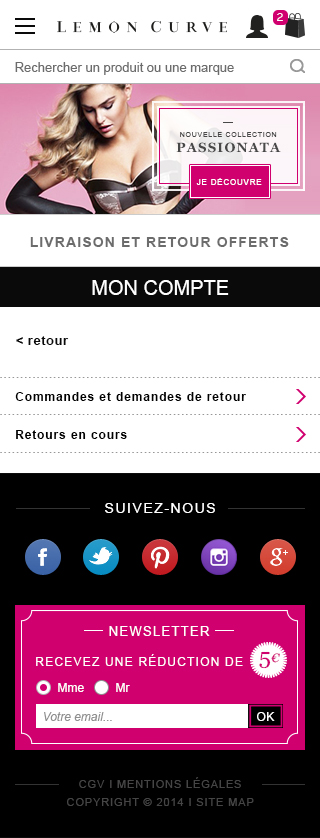 LEMON CURVE
2
Rechercher un produit ou une marque
NOUVELLE COLLECTION
PASSIONATA
JE DÉCOUVRE
LIVRAISON ET RETOUR OFFERTS
MON COMPTE
< retour
Commandes et demandes de retour
Retours en cours
SUIVEZ-NOUS
NEWSLETTER
RECEVEZ UNE RÉDUCTION DE 5€
Mme Mr
Votre email... OK
CGV I MENTIONS LÉGALES
COPYRIGHT © 2014 I SITE MAP